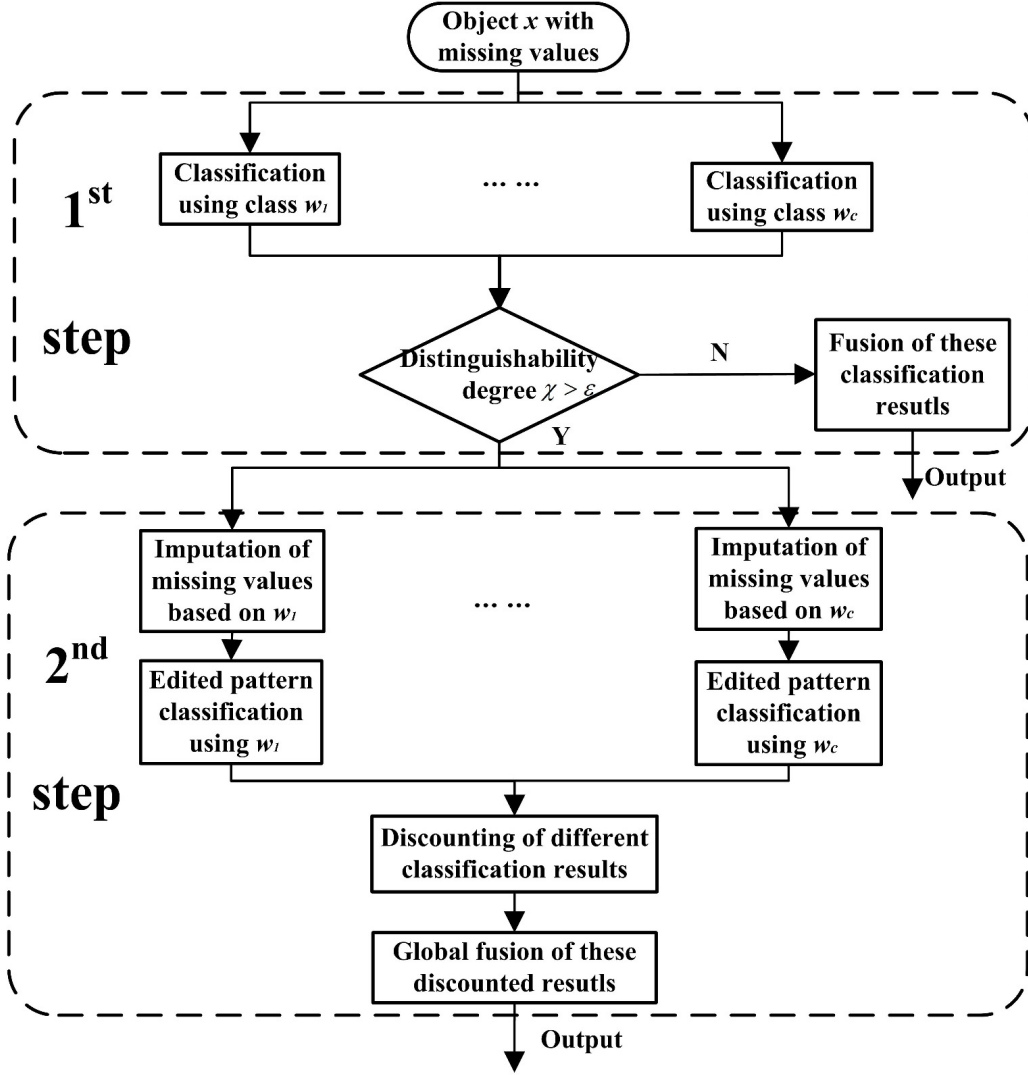 Object x with
missing values
1st
step
Classification
using class w1
... ...
Classification
using class wc
Distinguishability
degree χ > ε
N
Fusion of these
classification
resutls
Y
Output
2nd
step
Imputation of
missing values
based on w1
... ...
Imputation of
missing values
based on wc
Edited pattern
classification
using w1
Edited pattern
classification
using wc
Discounting of different
classification results
Global fusion of these
discounted resutls
Output